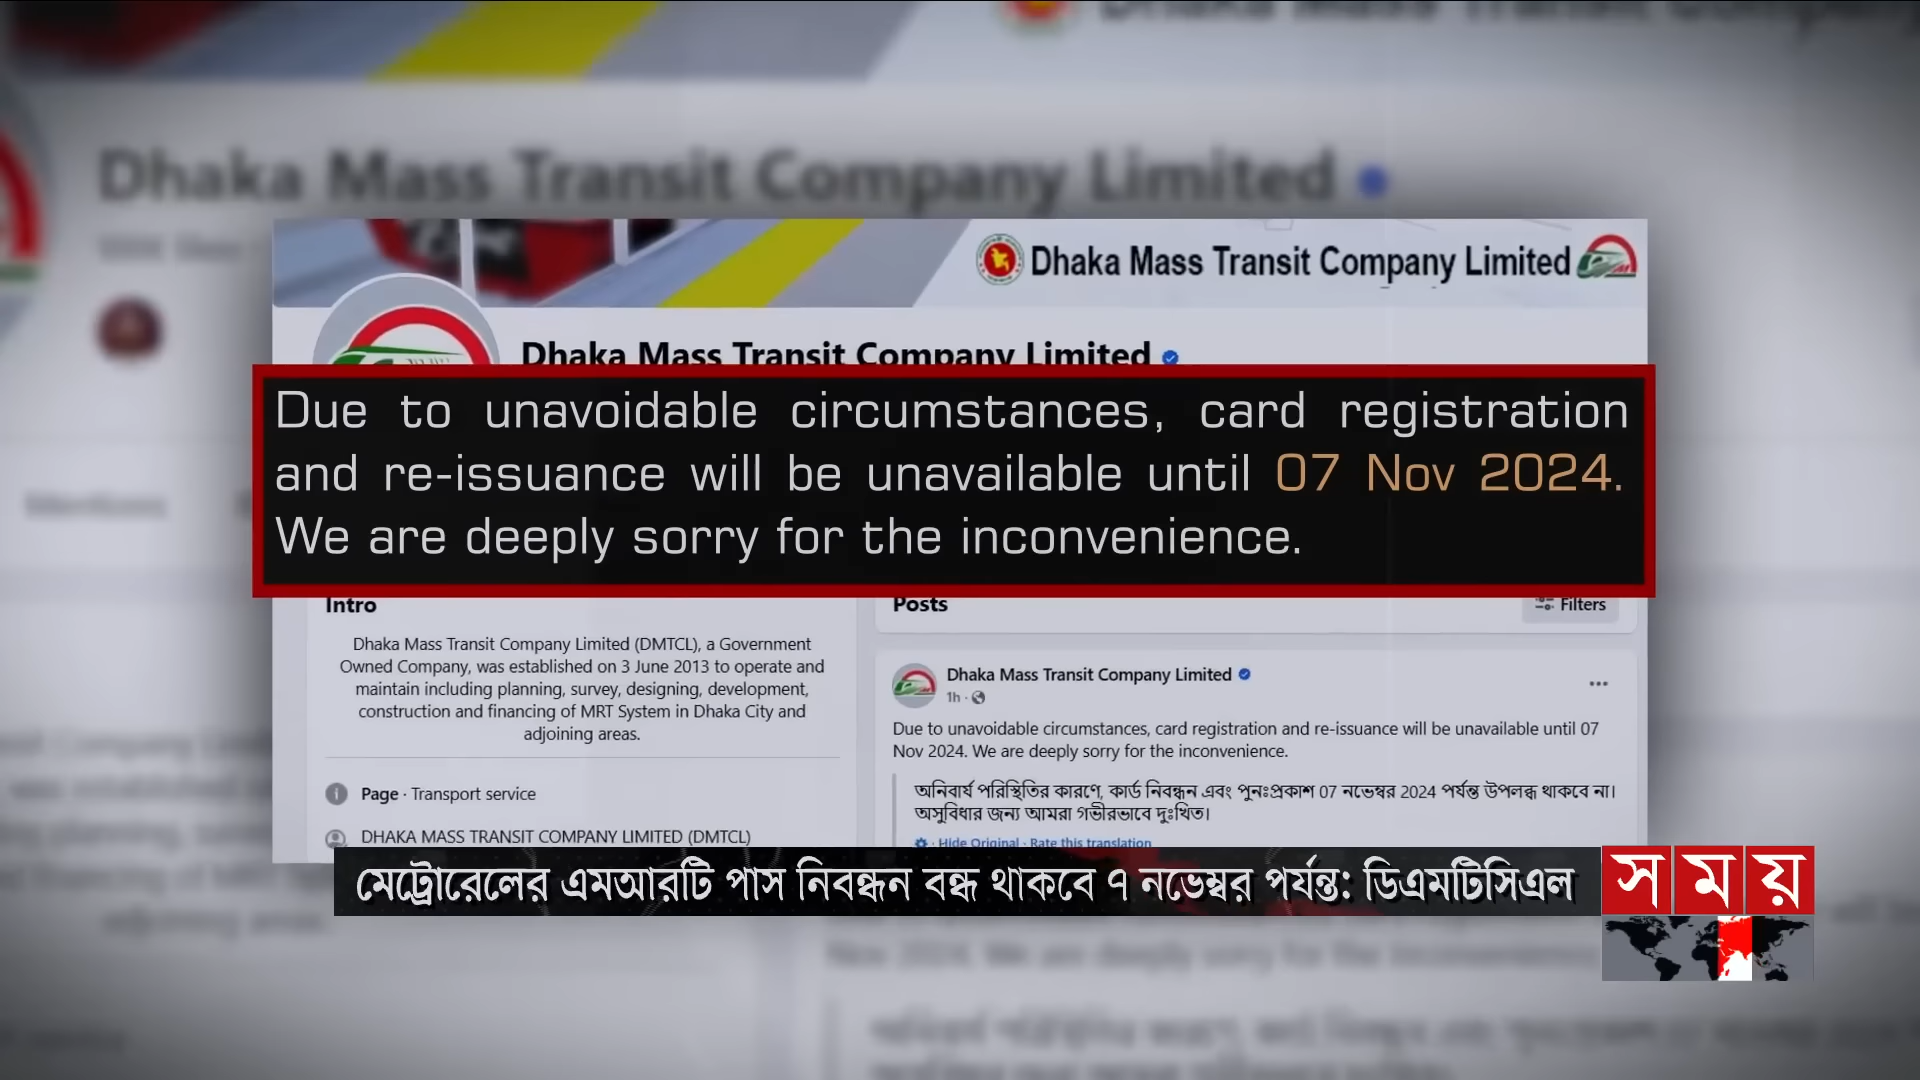 Dhaka Mass Transit Company Limited
Dhaka Mass Transit Company Limited
Dhaka Mass Transit Company Limited
Due to unavoidable circumstances, card registration
and re-issuance will be unavailable until 07 Nov 2024.
We are deeply sorry for the inconvenience.
Intro
Dhaka Mass Transit Company Limited (DMTCL), a Government
Owned Company, was established on 3 June 2013 to operate and
maintain including planning, survey, designing, development,
construction and financing of MRT System in Dhaka City and
adjoining areas.
Page · Transport service
DHAKA MASS TRANSIT COMPANY LIMITED (DMTCL)
Posts
Filters
Dhaka Mass Transit Company Limited
1h ·
Due to unavoidable circumstances, card registration and re-issuance will be unavailable until 07
Nov 2024. We are deeply sorry for the inconvenience.
অনিবার্য পরিস্থিতির কারণে, কার্ড নিবন্ধন এবং পুনঃপ্রকাশ 07 নভেম্বর 2024 পর্যন্ত উপলব্ধ থাকবে না।
অসুবিধার জন্য আমরা গভীরভাবে দুঃখিত।
· Hide Original · Rate this translation
মেট্রোরেলের এমআরটি পাস নিবন্ধন বন্ধ থাকবে ৭ নভেম্বর পর্যন্ত: ডিএমটিসিএল
সময়